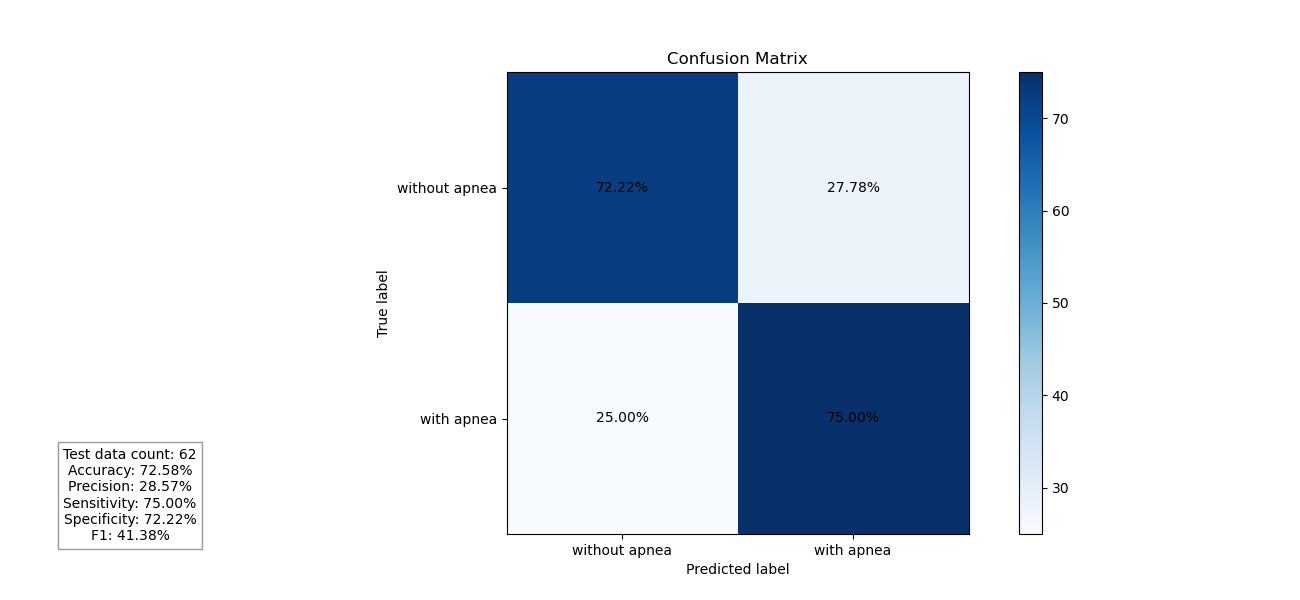 Confusion Matrix
without apnea
with apnea
True label
72.22%
27.78%
25.00%
75.00%
without apnea
with apnea
Predicted label
70
60
50
40
30
Test data count: 62
Accuracy: 72.58%
Precision: 28.57%
Sensitivity: 75.00%
Specificity: 72.22%
F1: 41.38%